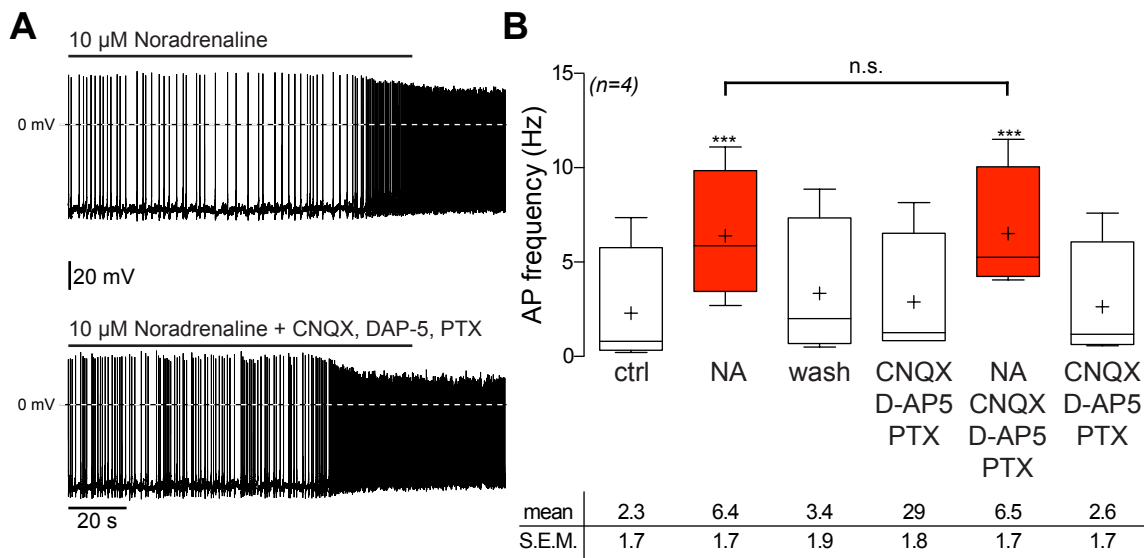 A
10 µM Noradrenaline
0 mV
20 mV
10 µM Noradrenaline + CNQX, DAP-5, PTX
0 mV
20 s
B
AP frequency (Hz)
15
10
5
0
(n=4)
n.s.
***
***
ctrl
NA
wash
CNQX
D-AP5
PTX
NA
CNQX
D-AP5
PTX
CNQX
D-AP5
PTX
mean 2.3 6.4 3.4 29 6.5 2.6
S.E.M. 1.7 1.7 1.9 1.8 1.7 1.7